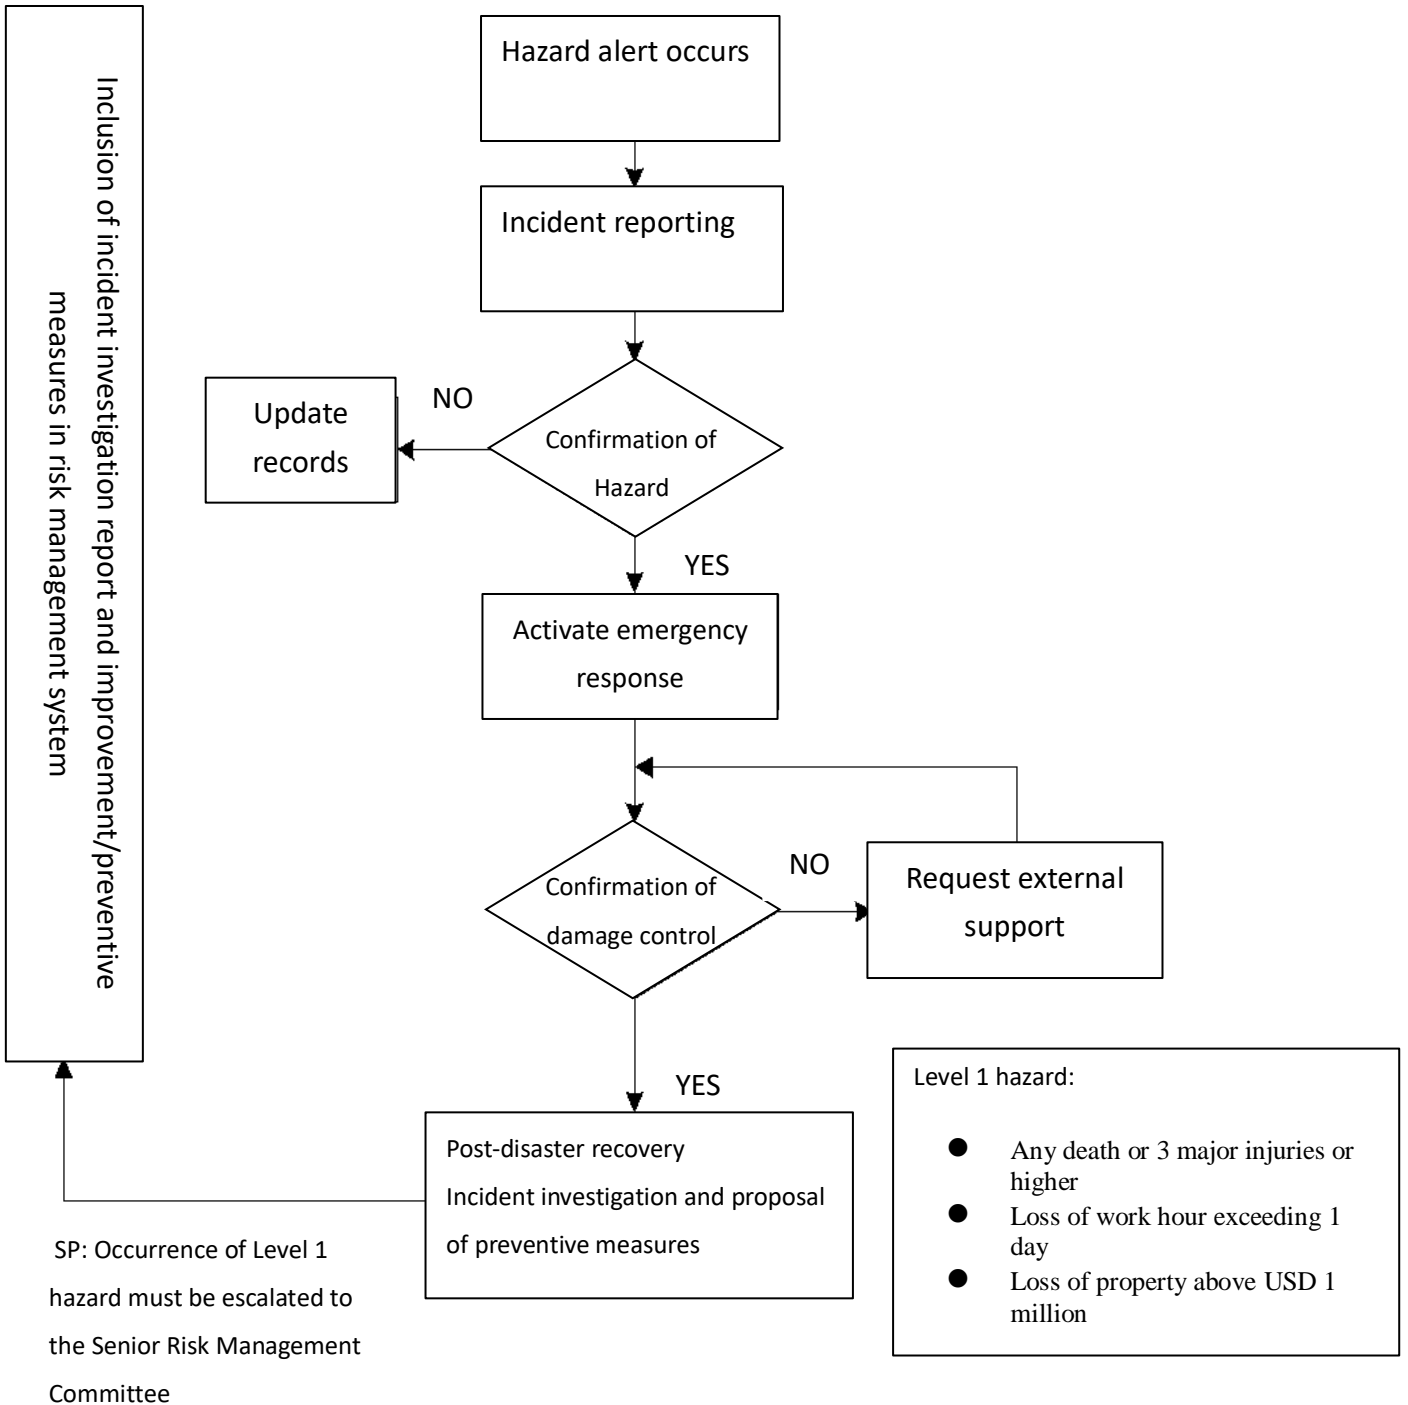 Inclusion of incident investigation report and improvement/preventive
measures in risk management system
Hazard alert occurs
Incident reporting
Confirmation of
Hazard
NO
Update
records
YES
Activate emergency
response
Confirmation of
damage control
NO
Request external
support
YES
Post-disaster recovery
Incident investigation and proposal
of preventive measures
SP: Occurrence of Level 1
hazard must be escalated to
the Senior Risk Management
Committee
Level 1 hazard:
● Any death or 3 major injuries or
higher
● Loss of work hour exceeding 1
day
● Loss of property above USD 1
million